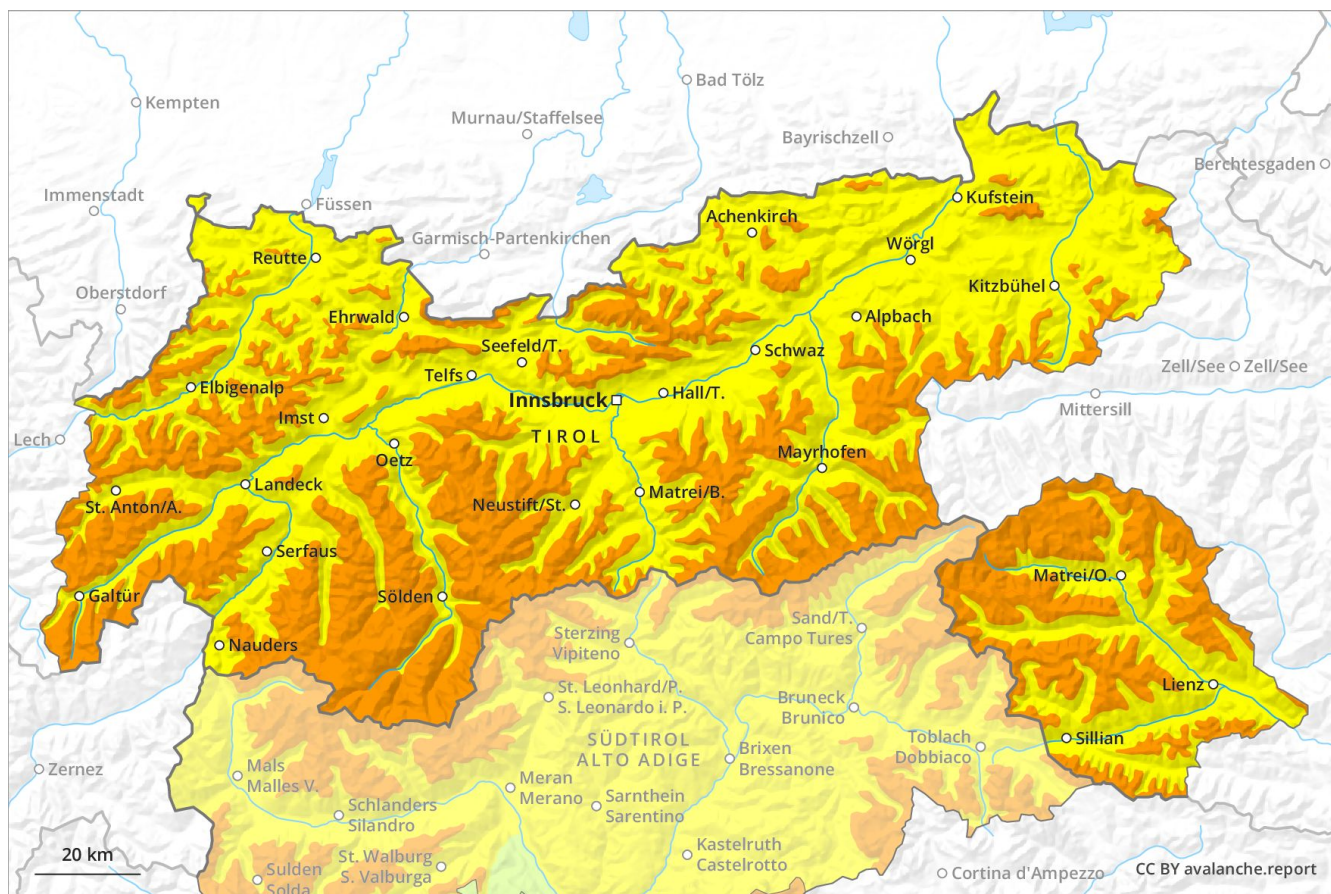 Kempten
Bad Tölz
Murnau/Staffelsee
Bayrischzell
Berchtesgaden
Immenstadt
Füssen
Kufstein
Achenkirch
Garmisch-Partenkirchen
Wörgl
Reutte
Oberstdorf
Kitzbühel
Ehrwald
Alpbach
Seefeld/T.
Schwaz
Telfs
Zell/See
Zell/See
Elbigenalp
Hall/T.
Innsbruck
Mittersill
Imst
Lech
TIROL
Oetz
Mayrhofen
Landeck
Matrei/B.
St. Anton/A.
Neustift/St.
Serfaus
Matrei/O.
Galtür
Sölden
Sand/T.
Campo Tures
Sterzing
Vipiteno
Nauders
Lienz
St. Leonhard/P.
S. Leonardo i. P.
Bruneck
Brunico
SÜDTIROL
ALTO ADIGE
Toblach
Dobbiaco
Sillian
Brixen
Bressanone
Zernez
Mals
Malles V.
Meran
Merano
Sarnthein
Sarentino
Schlanders
Silandro
Kastelruth
Castelrotto
20 km
St. Walburg
S. Valburga
Sulden
Solda
Cortina d'Ampezzo
CC BY avalanche.report